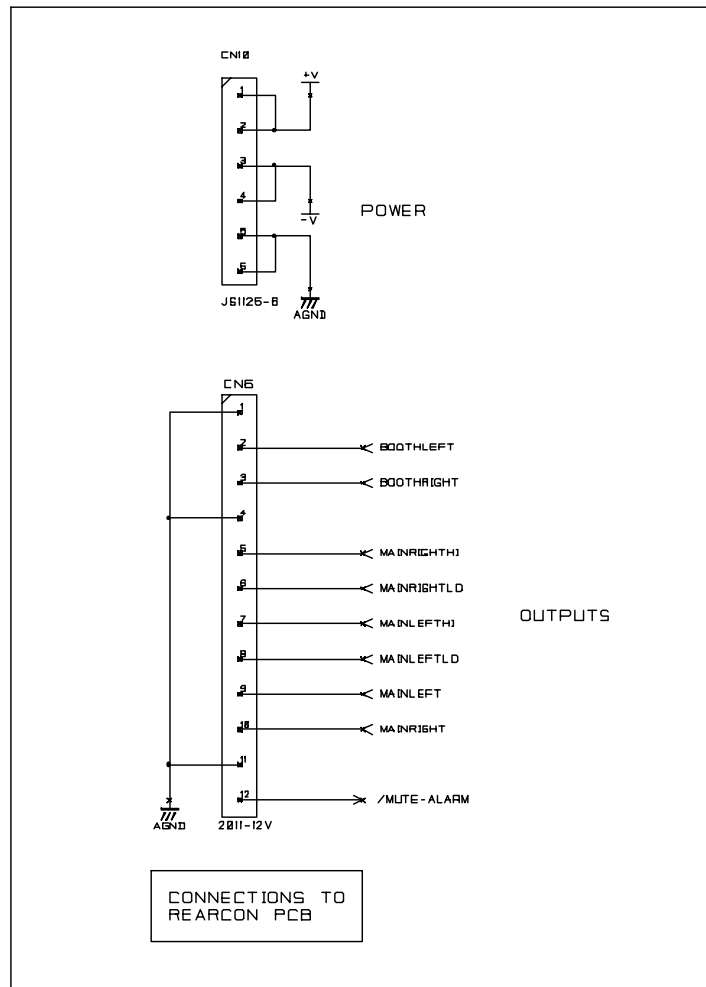 CN10
+V
1
2
3
4
5
6
-V
POWER
JS1125-6
AGND
CN6
1
2 BOOTHLEFT
3 BOOTHRIGHT
4
5 MAINRIGHTHI
6 MAINRIGHTLO
7 MAINLEFTHI
8 MAINLEFTLO
9 MAINLEFT
10 MAINRIGHT
11
12 /MUTE-ALARM
OUTPUTS
AGND
2011-12V
CONNECTIONS TO
REARCON PCB